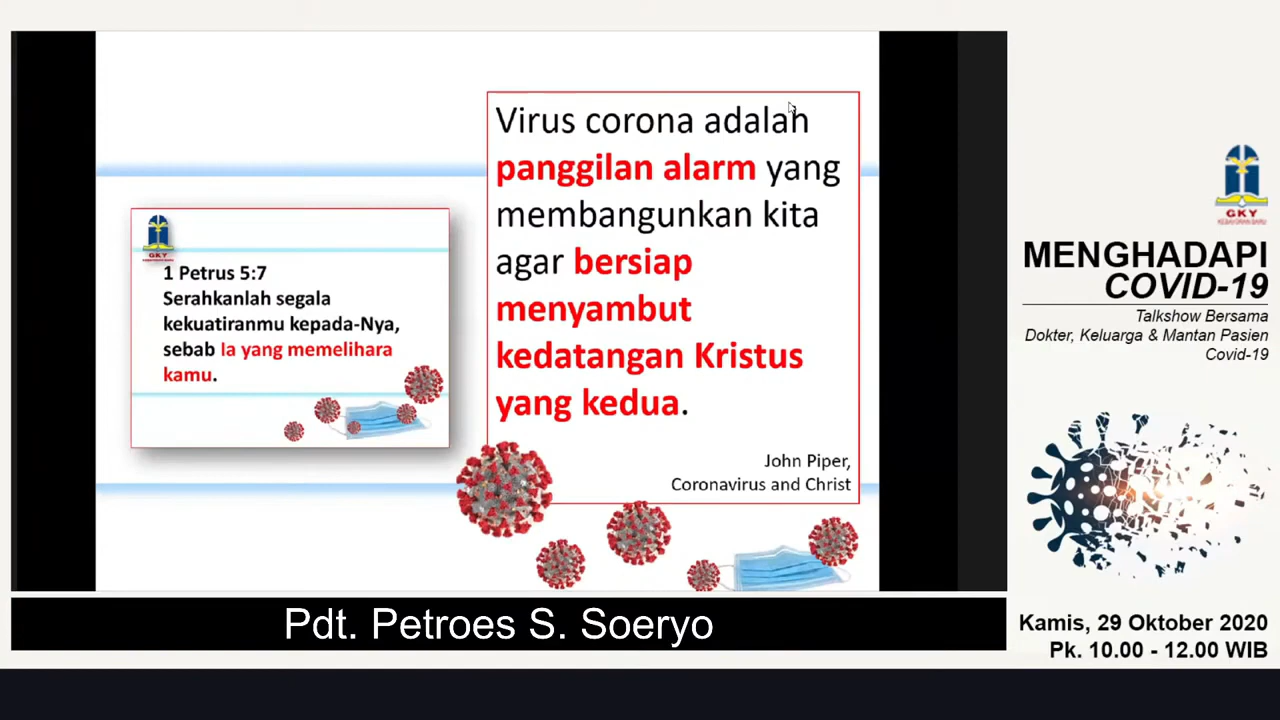 GKY
1 Petrus 5:7
Serahkanlah segala
kekuatiranmu kepada-Nya,
sebab Ia yang memelihara
kamu.
Virus corona adalah
panggilan alarm yang
membangunkan kita
agar bersiap
menyambut
kedatangan Kristus
yang kedua.
John Piper,
Coronavirus and Christ
Pdt. Petroes S. Soeryo
GKY
KEBAYORAN BARU
MENGHADAPI
COVID-19
Talkshow Bersama
Dokter, Keluarga & Mantan Pasien
Covid-19
Kamis, 29 Oktober 2020
Pk. 10.00 - 12.00 WIB